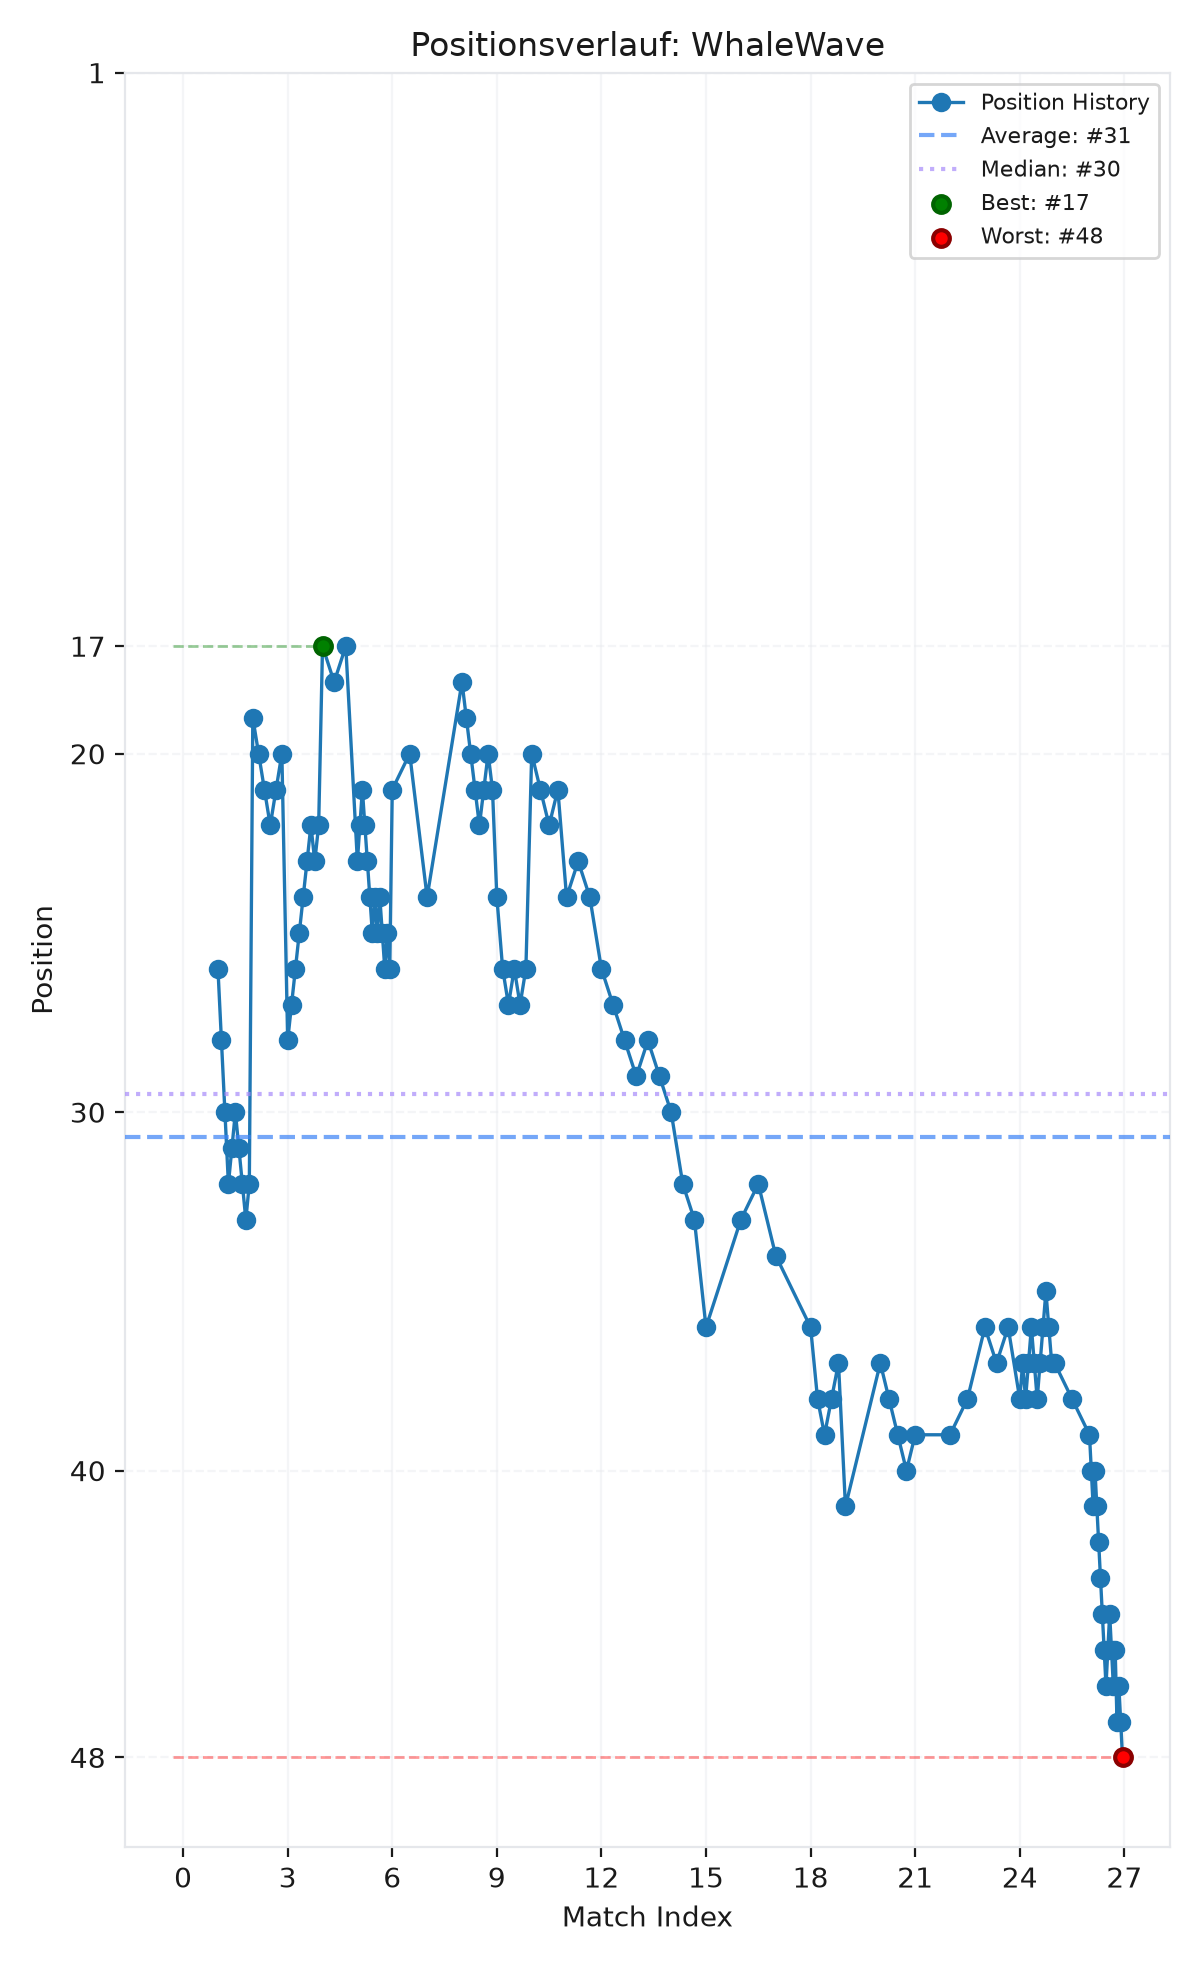 Positionsverlauf: WhaleWave
Position History
Average: #31
Median: #30
Best: #17
Worst: #48
1
17
20
30
40
48
Position
0 3 6 9 12 15 18 21 24 27
Match Index